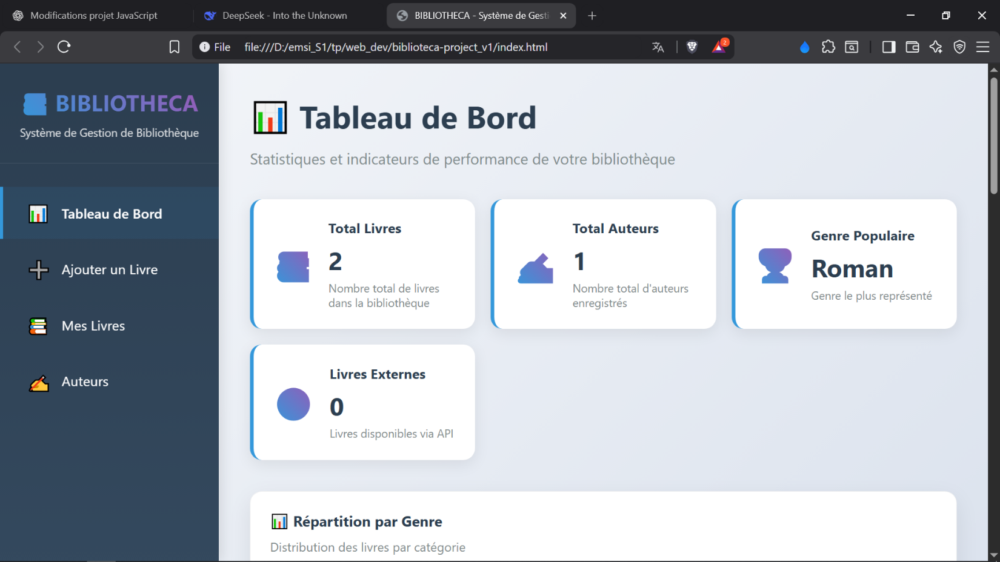 Modifications projet JavaScript
DeepSeek - Into the Unknown
BIBLIOTHECA - Système de Gesti
File file:///D:/emsi_S1/tp/web_dev/biblioteca-project_v1/index.html
2
BIBLIOTHECA
Système de Gestion de Bibliothèque
Tableau de Bord
Ajouter un Livre
Mes Livres
Auteurs
Tableau de Bord
Statistiques et indicateurs de performance de votre bibliothèque
Total Livres
2
Nombre total de livres
dans la bibliothèque
Total Auteurs
1
Nombre total d'auteurs
enregistrés
Genre Populaire
Roman
Genre le plus représenté
Livres Externes
0
Livres disponibles via API
Répartition par Genre
Distribution des livres par catégorie